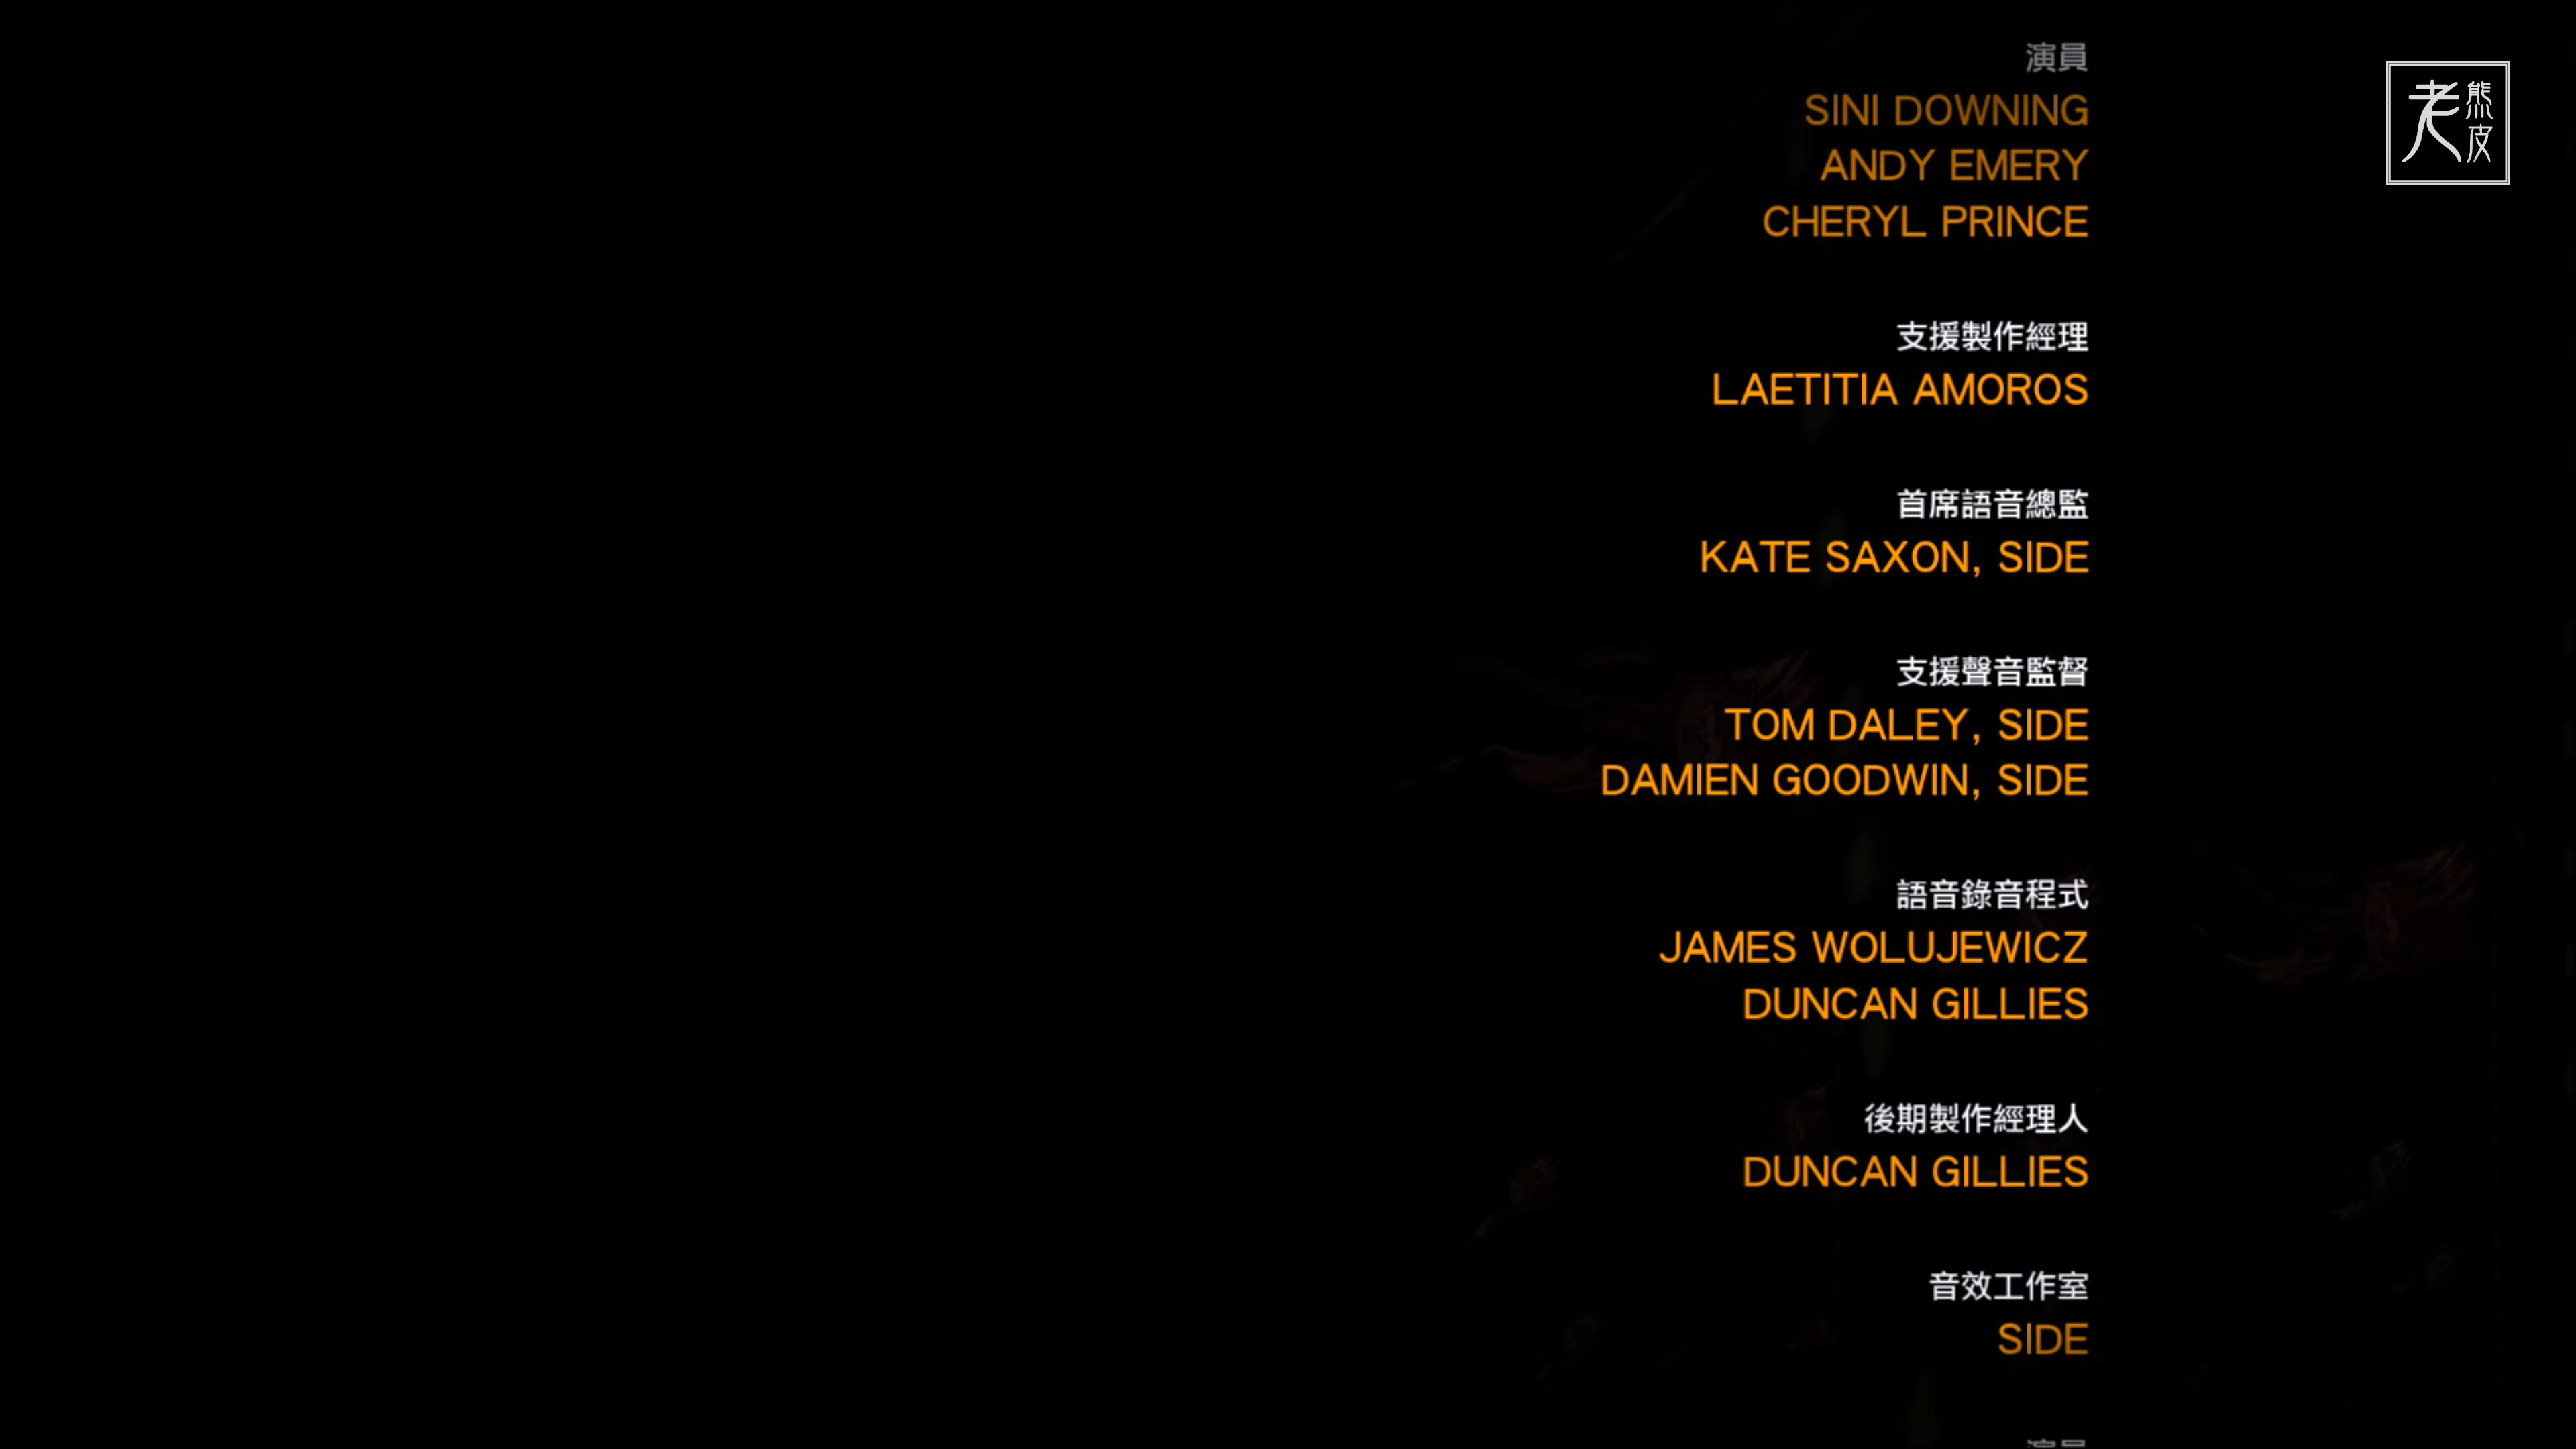 演員
SINI DOWNING
ANDY EMERY
CHERYL PRINCE
支援製作經理
LAETITIA AMOROS
首席語音總監
KATE SAXON, SIDE
支援聲音監督
TOM DALEY, SIDE
DAMIEN GOODWIN, SIDE
語音錄音程式
JAMES WOLUJEWICZ
DUNCAN GILLIES
後期製作經理人
DUNCAN GILLIES
音效工作室
SIDE
老熊皮